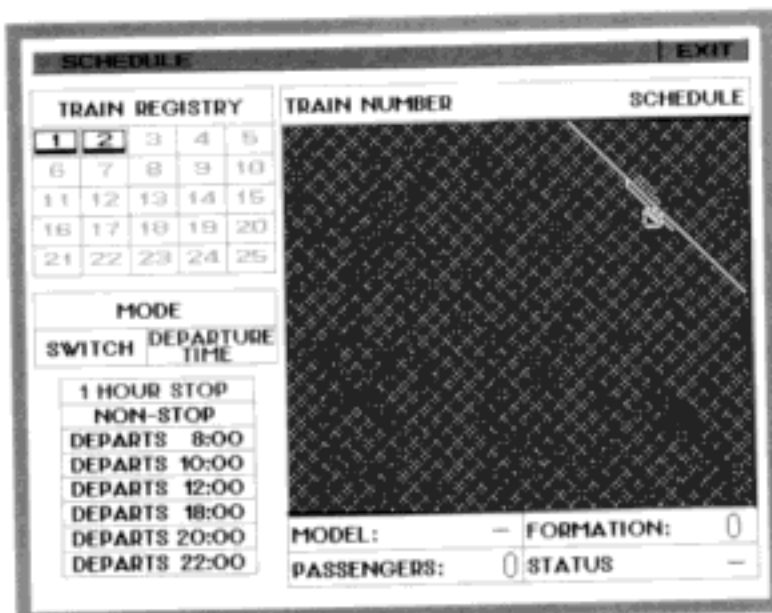 SCHEDULE EXIT
TRAIN REGISTRY
1 2 3 4 5
6 7 8 9 10
11 12 13 14 15
16 17 18 19 20
21 22 23 24 25
MODE
SWITCH DEPARTURE
TIME
1 HOUR STOP
NON-STOP
DEPARTS 8:00
DEPARTS 10:00
DEPARTS 12:00
DEPARTS 18:00
DEPARTS 20:00
DEPARTS 22:00
TRAIN NUMBER SCHEDULE
MODEL: - FORMATION: 0
PASSENGERS: 0 STATUS -